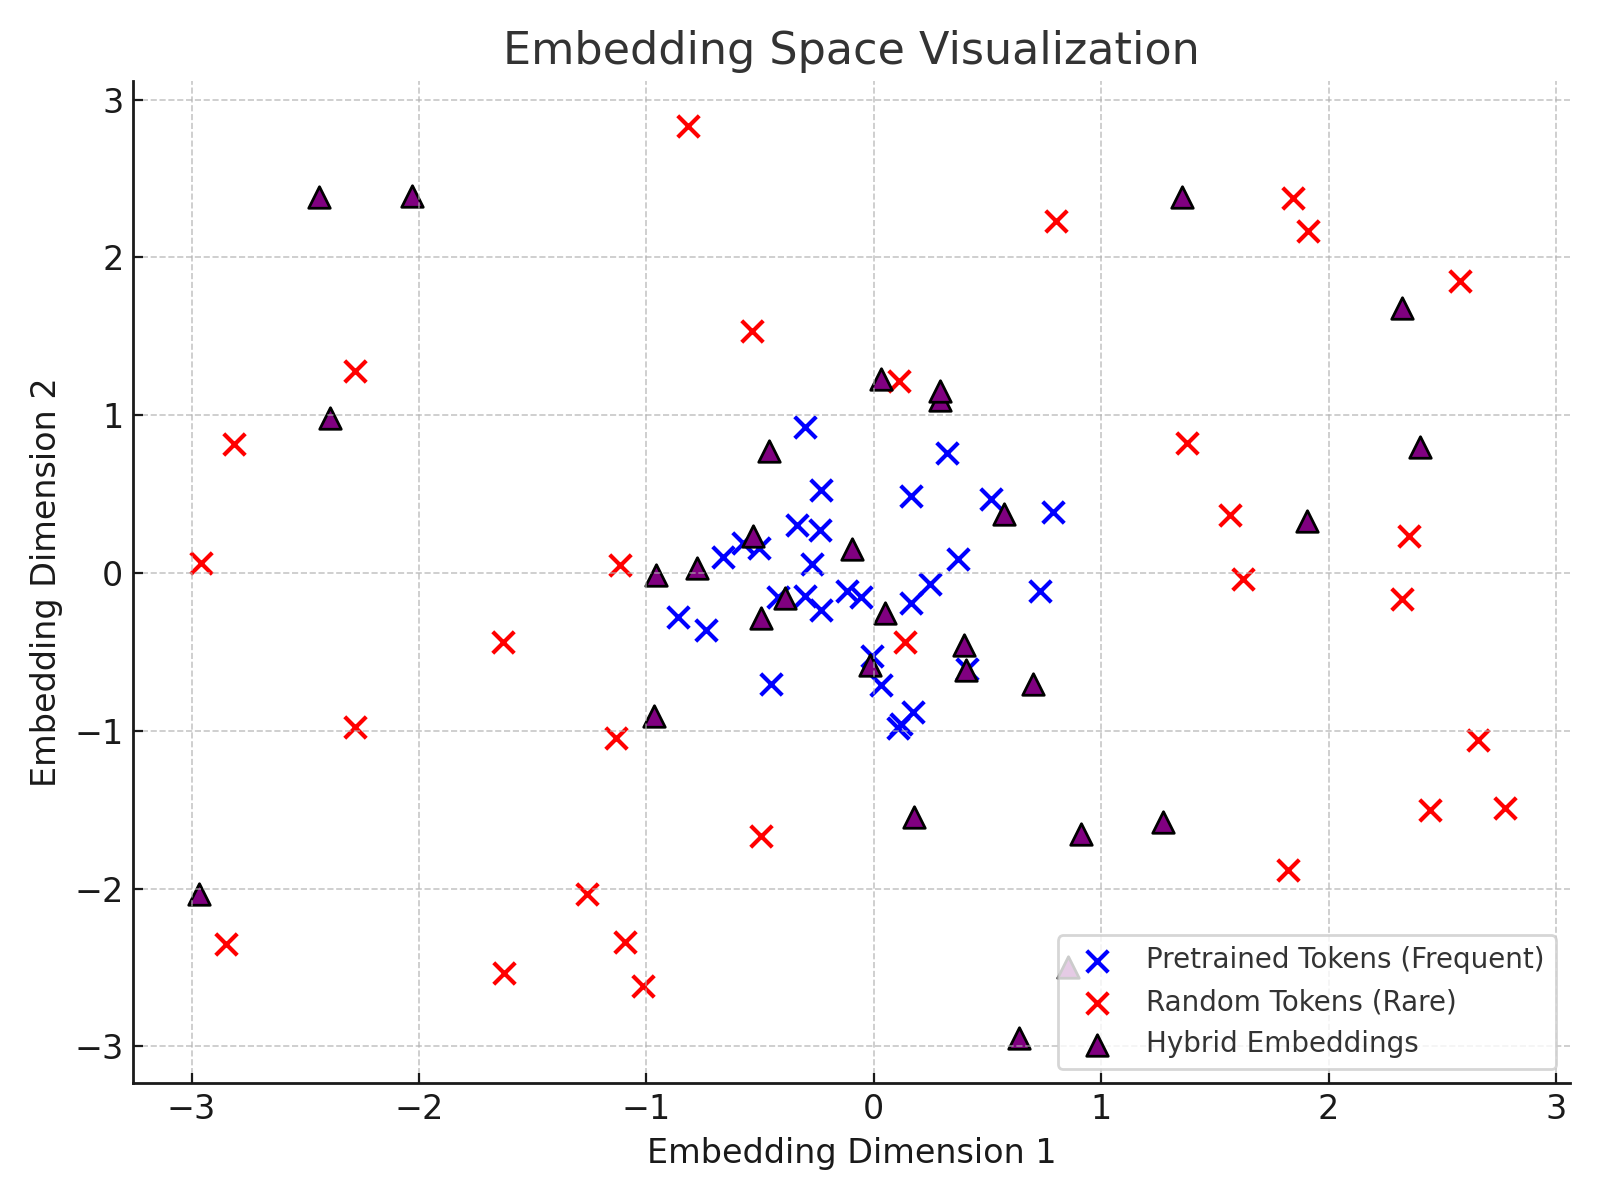 Embedding Space Visualization
Embedding Dimension 2
3
2
1
0
−1
−2
−3
−3
−2
−1
0
1
2
3
Embedding Dimension 1
Pretrained Tokens (Frequent)
Random Tokens (Rare)
Hybrid Embeddings